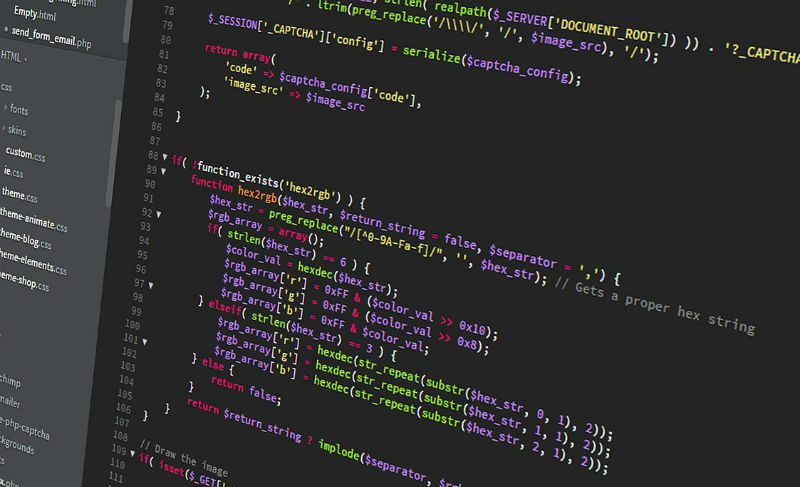 Empty.html
send_form_email.php
HTML
css
fonts
skins
custom.css
ie.css
theme.css
theme-animate.css
theme-blog.css
theme-elements.css
theme-shop.css
78 . ltrim(preg_replace('/\\\\/', '/', $image_src), '/');
strlen( realpath($_SERVER['DOCUMENT_ROOT']) )) . '?_CAPTCHA
79
80 $_SESSION['_CAPTCHA']['config'] = serialize($captcha_config);
81
82 return array(
83 'code' => $captcha_config['code'],
84 'image_src' => $image_src
85 );
86 }
87
88 if( !function_exists('hex2rgb') ) {
89 function hex2rgb($hex_str, $return_string = false, $separator = ',') {
90 $hex_str = preg_replace("/[^0-9A-Fa-f]/", '', $hex_str); // Gets a proper hex string
91 $rgb_array = array();
92 if( strlen($hex_str) == 6 ) {
93 $color_val = hexdec($hex_str);
94 $rgb_array['r'] = 0xFF & ($color_val >> 0x10);
95 $rgb_array['g'] = 0xFF & ($color_val >> 0x8);
96 $rgb_array['b'] = 0xFF & $color_val;
97 } elseif( strlen($hex_str) == 3 ) {
98 $rgb_array['r'] = hexdec(str_repeat(substr($hex_str, 0, 1), 2));
99 $rgb_array['g'] = hexdec(str_repeat(substr($hex_str, 1, 1), 2));
100 $rgb_array['b'] = hexdec(str_repeat(substr($hex_str, 2, 1), 2));
101 } else {
102 return false;
103 }
104 return $return_string ? implode($separator,
105 }
106 }
107
108 // Draw the image
109 if( isset($_GET['
110